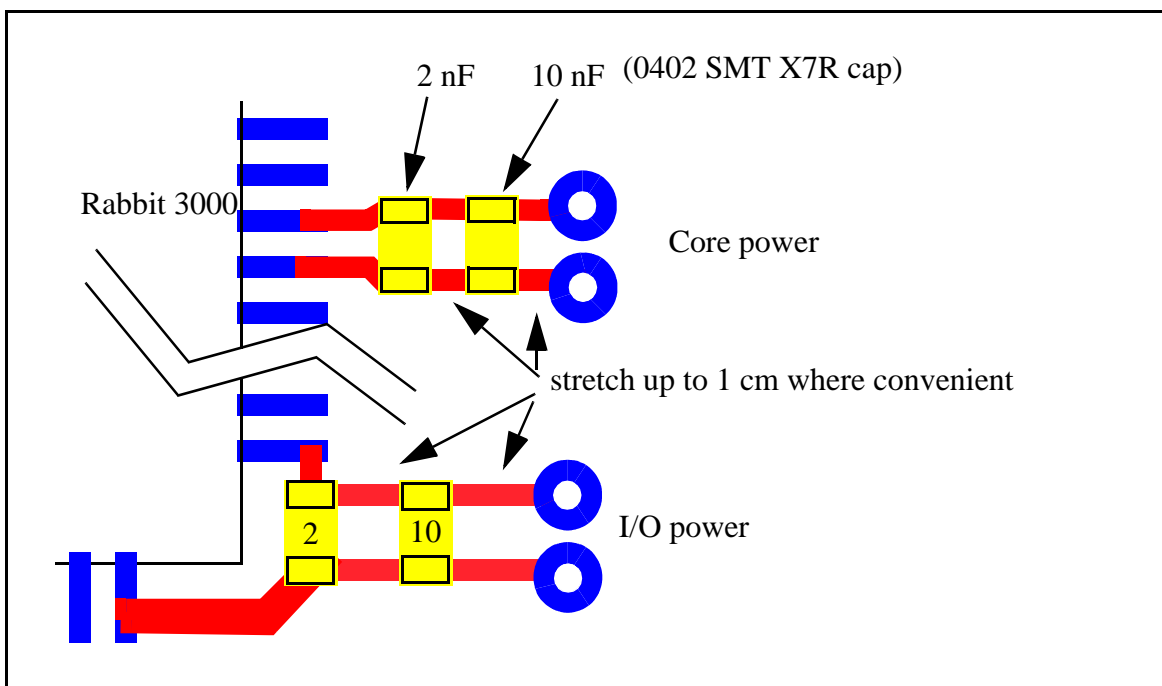 2 nF
10 nF
(0402 SMT X7R cap)
Rabbit 3000
Core power
stretch up to 1 cm where convenient
2
10
I/O power